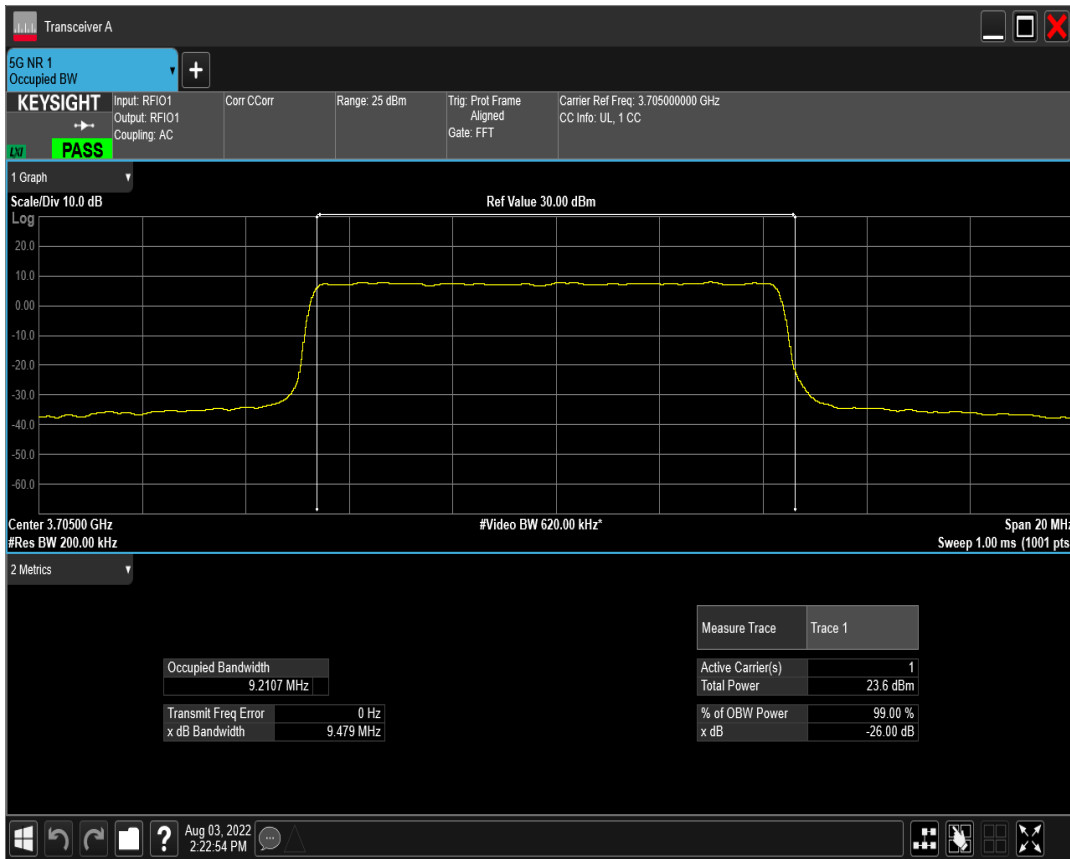 Transceiver A
5G NR 1
Occupied BW
KEYSIGHT
LXI
PASS
Input: RFIO1
Output: RFIO1
Coupling: AC
Corr CCorr
Range: 25 dBm
Trig: Prot Frame
Aligned
Gate: FFT
Carrier Ref Freq: 3.705000000 GHz
CC Info: UL, 1 CC
1 Graph
Scale/Div 10.0 dB
Ref Value 30.00 dBm
Log
20.0
10.0
0.00
-10.0
-20.0
-30.0
-40.0
-50.0
-60.0
Center 3.70500 GHz
#Video BW 620.00 kHz*
Span 20 MHz
#Res BW 200.00 kHz
Sweep 1.00 ms (1001 pts
2 Metrics
Measure Trace Trace 1
Occupied Bandwidth
9.2107 MHz
Active Carrier(s) 1
Total Power 23.6 dBm
Transmit Freq Error 0 Hz
x dB Bandwidth 9.479 MHz
% of OBW Power 99.00 %
x dB -26.00 dB
?
Aug 03, 2022
2:22:54 PM